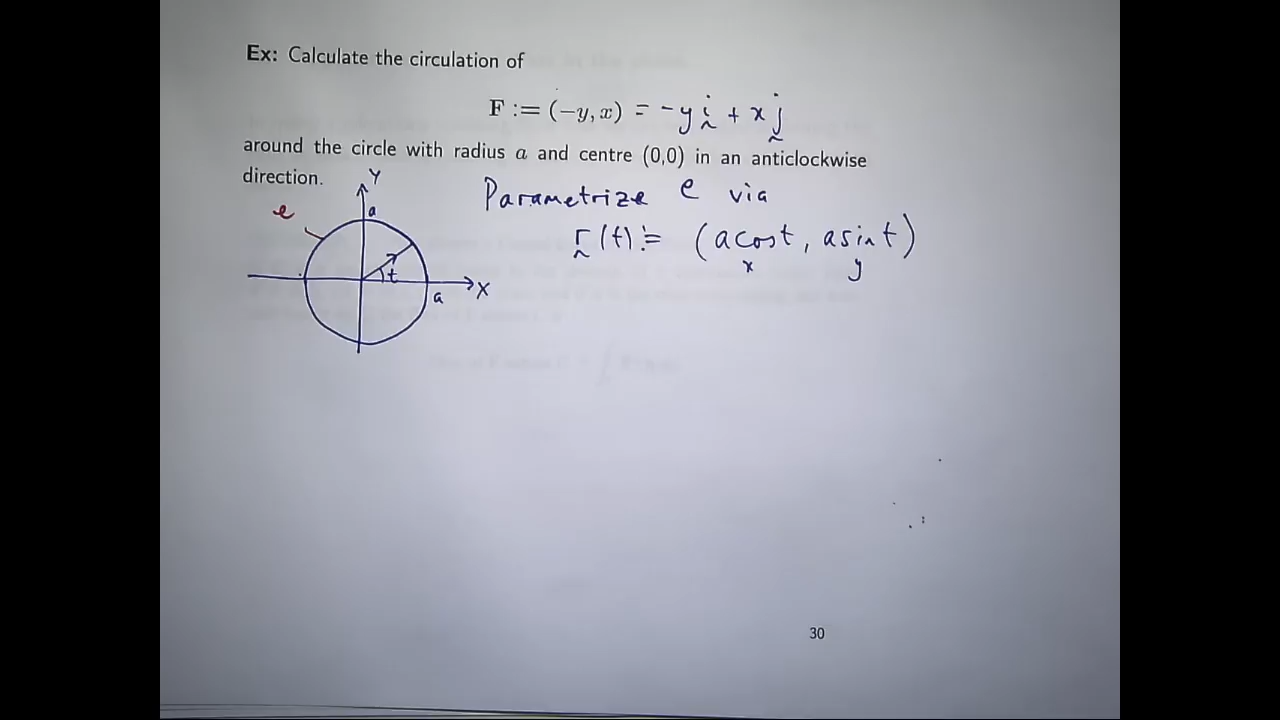 Ex: Calculate the circulation of
F := (−y, x) = -y i + x j
around the circle with radius a and centre (0,0) in an anticlockwise
direction.
Y
a
C
t
a
X
Parametrize C via
r(t) := (a cos t, a sin t)
x y
30